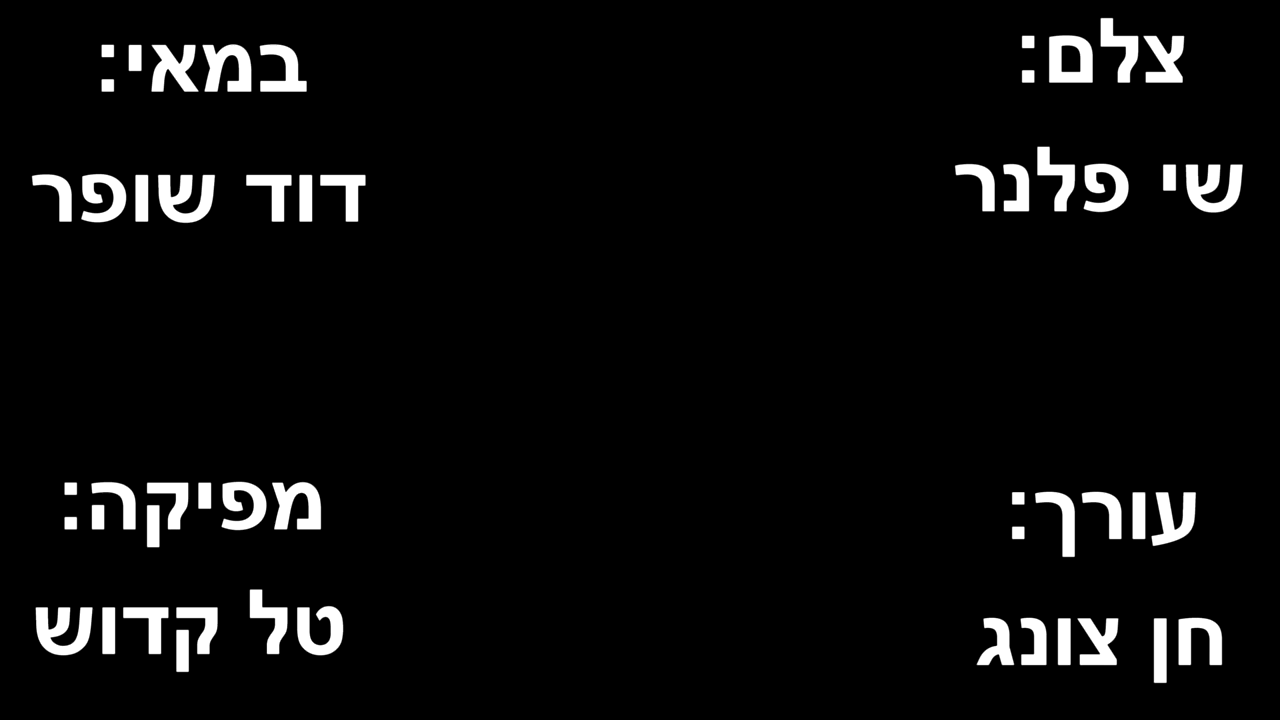 צלם:
שי פלנר
במאי:
דוד שופר
עורך:
חן צונג
מפיקה:
טל קדוש